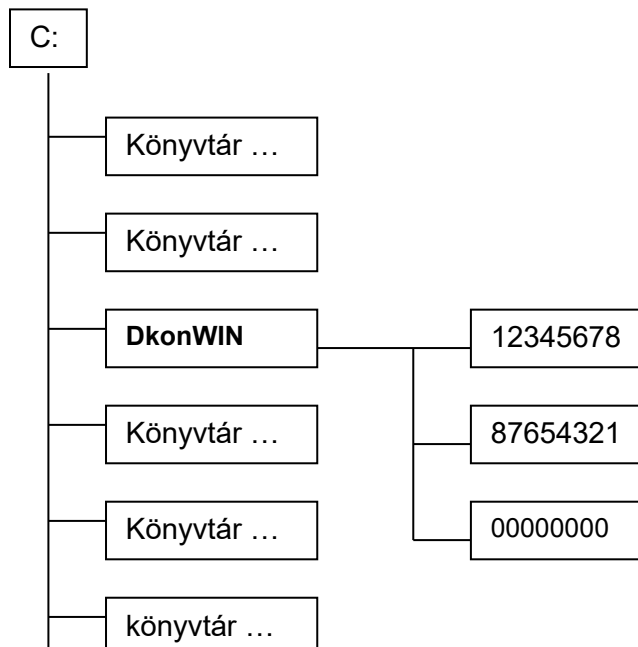 C:
Könyvtár …
Könyvtár …
DkonWIN
12345678
Könyvtár …
87654321
Könyvtár …
00000000
könyvtár …